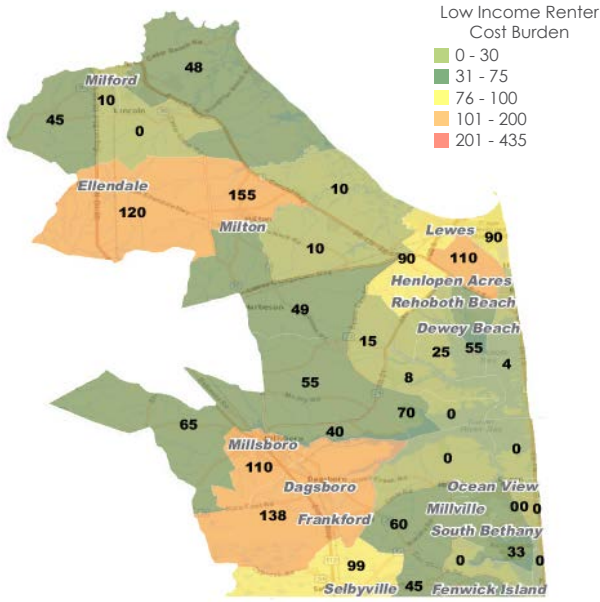 Low Income Renter
Cost Burden
0 - 30
31 - 75
76 - 100
101 - 200
201 - 435
48
Milford
10
45
Lincoln
0
Ellendale
155
10
120
Milton
Lewes
90
10
90
110
Henlopen Acres
49
Rehoboth Beach
15
Dewey Beach
25
55
4
55
8
70
0
65
40
Millsboro
0
0
110
Dagsboro
Ocean View
138
Frankford
Millville
00 0
60
South Bethany
33
99
0
0
Selbyville
45
Fenwick Island